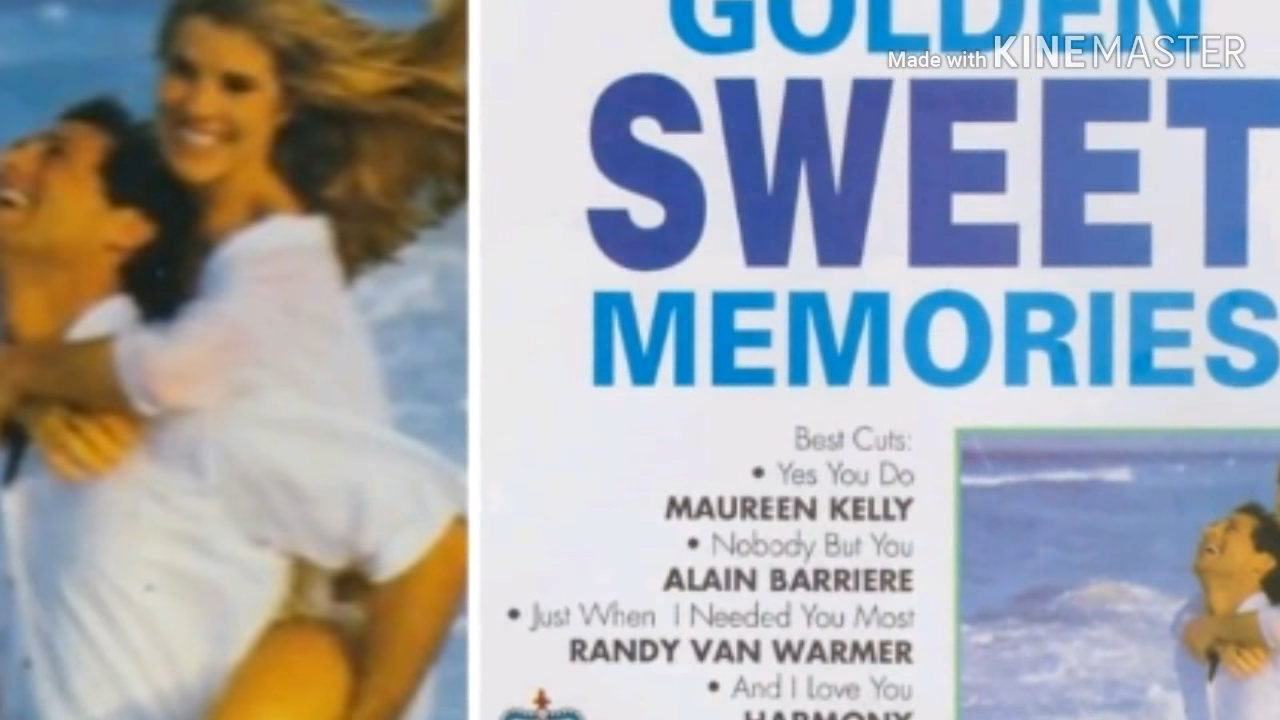 GOLDEN
Made with KINEMASTER
SWEET
MEMORIES
Best Cuts:
• Yes You Do
MAUREEN KELLY
• Nobody But You
ALAIN BARRIERE
• Just When I Needed You Most
RANDY VAN WARMER
• And I Love You
HARMONY